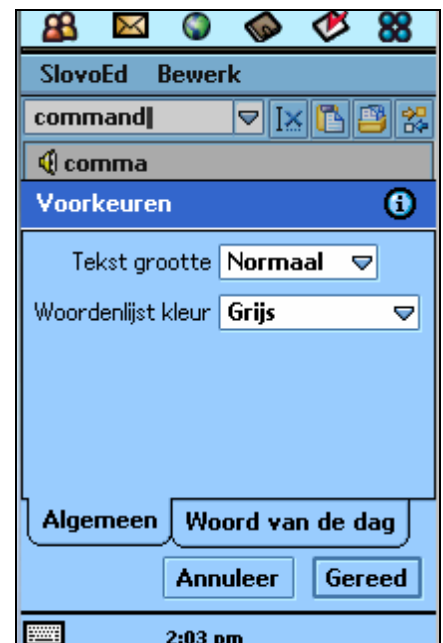 SlovoEd Bewerk
command
comma
Voorkeuren
Tekst grootte Normaal
Woordenlijst kleur Grijs
Algemeen Woord van de dag
Annuleer Gereed
2:03 pm